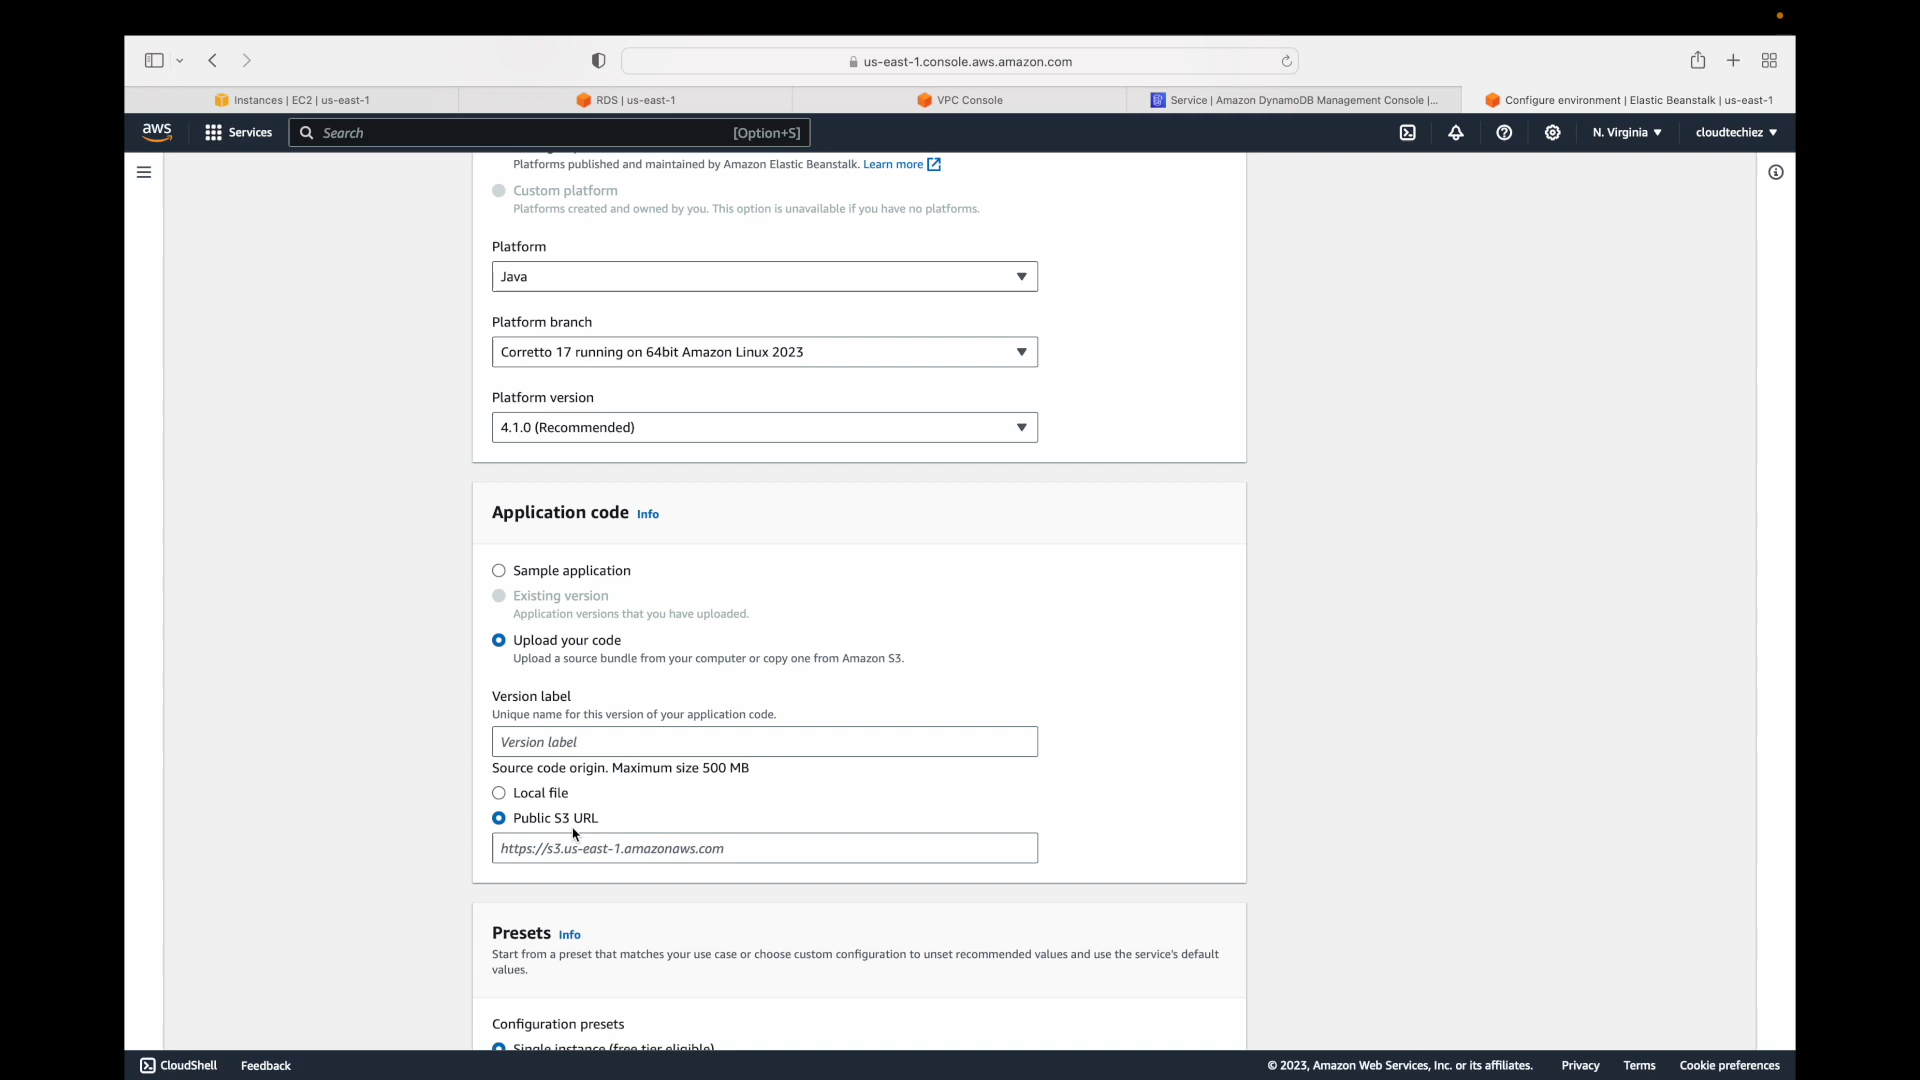 us-east-1.console.aws.amazon.com
Instances | EC2 | us-east-1
RDS | us-east-1
VPC Console
Service | Amazon DynamoDB Management Console |...
Configure environment | Elastic Beanstalk | us-east-1
aws
Services
Search
[Option+S]
N. Virginia
cloudtechiez
Platforms published and maintained by Amazon Elastic Beanstalk. Learn more
Custom platform
Platforms created and owned by you. This option is unavailable if you have no platforms.
Platform
Java
Platform branch
Corretto 17 running on 64bit Amazon Linux 2023
Platform version
4.1.0 (Recommended)
Application code Info
Sample application
Existing version
Application versions that you have uploaded.
Upload your code
Upload a source bundle from your computer or copy one from Amazon S3.
Version label
Unique name for this version of your application code.
Version label
Source code origin. Maximum size 500 MB
Local file
Public S3 URL
https://s3.us-east-1.amazonaws.com
Presets Info
Start from a preset that matches your use case or choose custom configuration to unset recommended values and use the service's default
values.
Configuration presets
Single instance (free tier eligible)
CloudShell
Feedback
© 2023, Amazon Web Services, Inc. or its affiliates.
Privacy
Terms
Cookie preferences